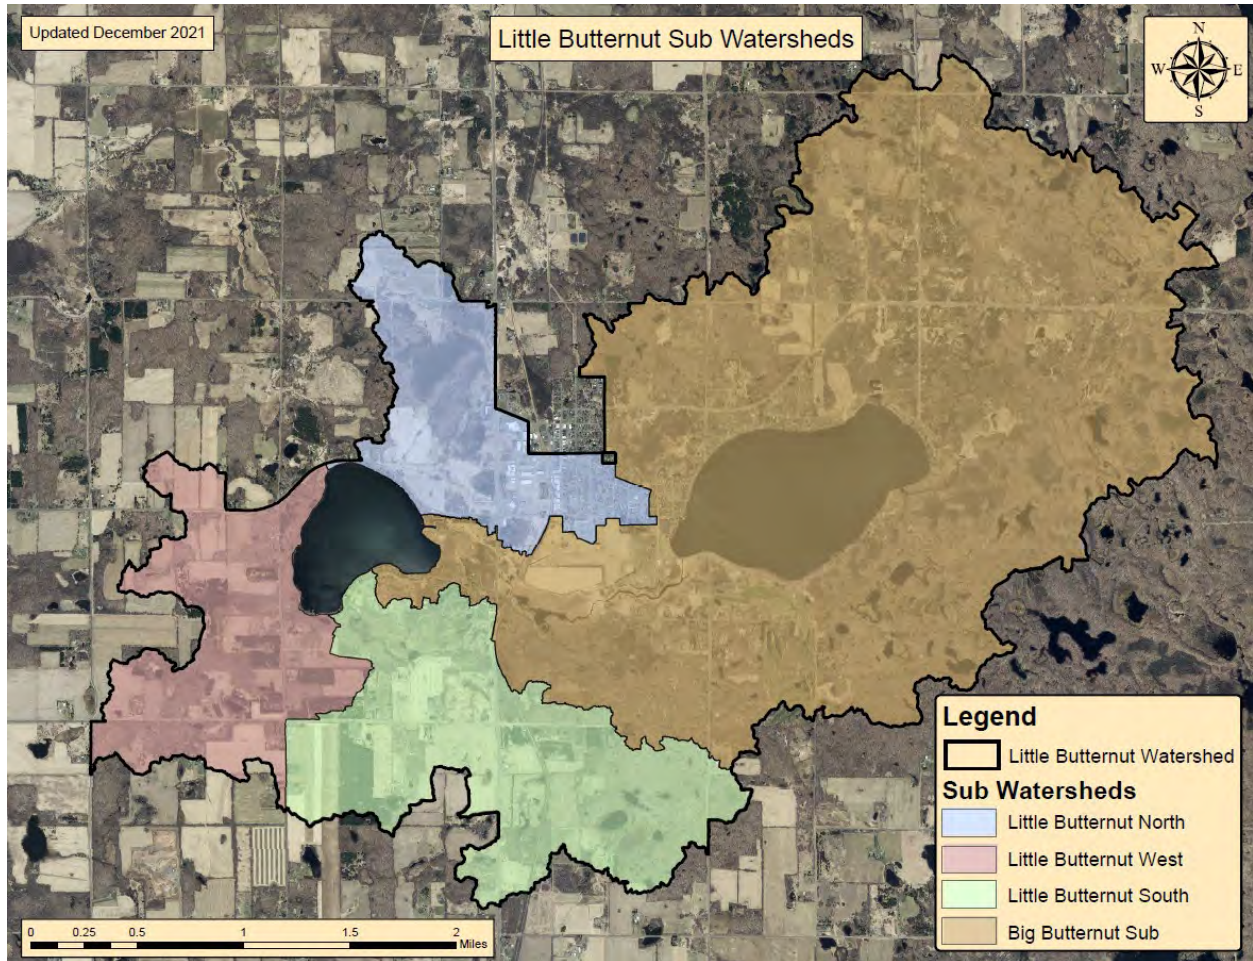 Updated December 2021
Little Butternut Sub Watersheds
N
W E
S
Legend
Little Butternut Watershed
Sub Watersheds
Little Butternut North
Little Butternut West
Little Butternut South
Big Butternut Sub
0 0.25 0.5 1 1.5 2
Miles